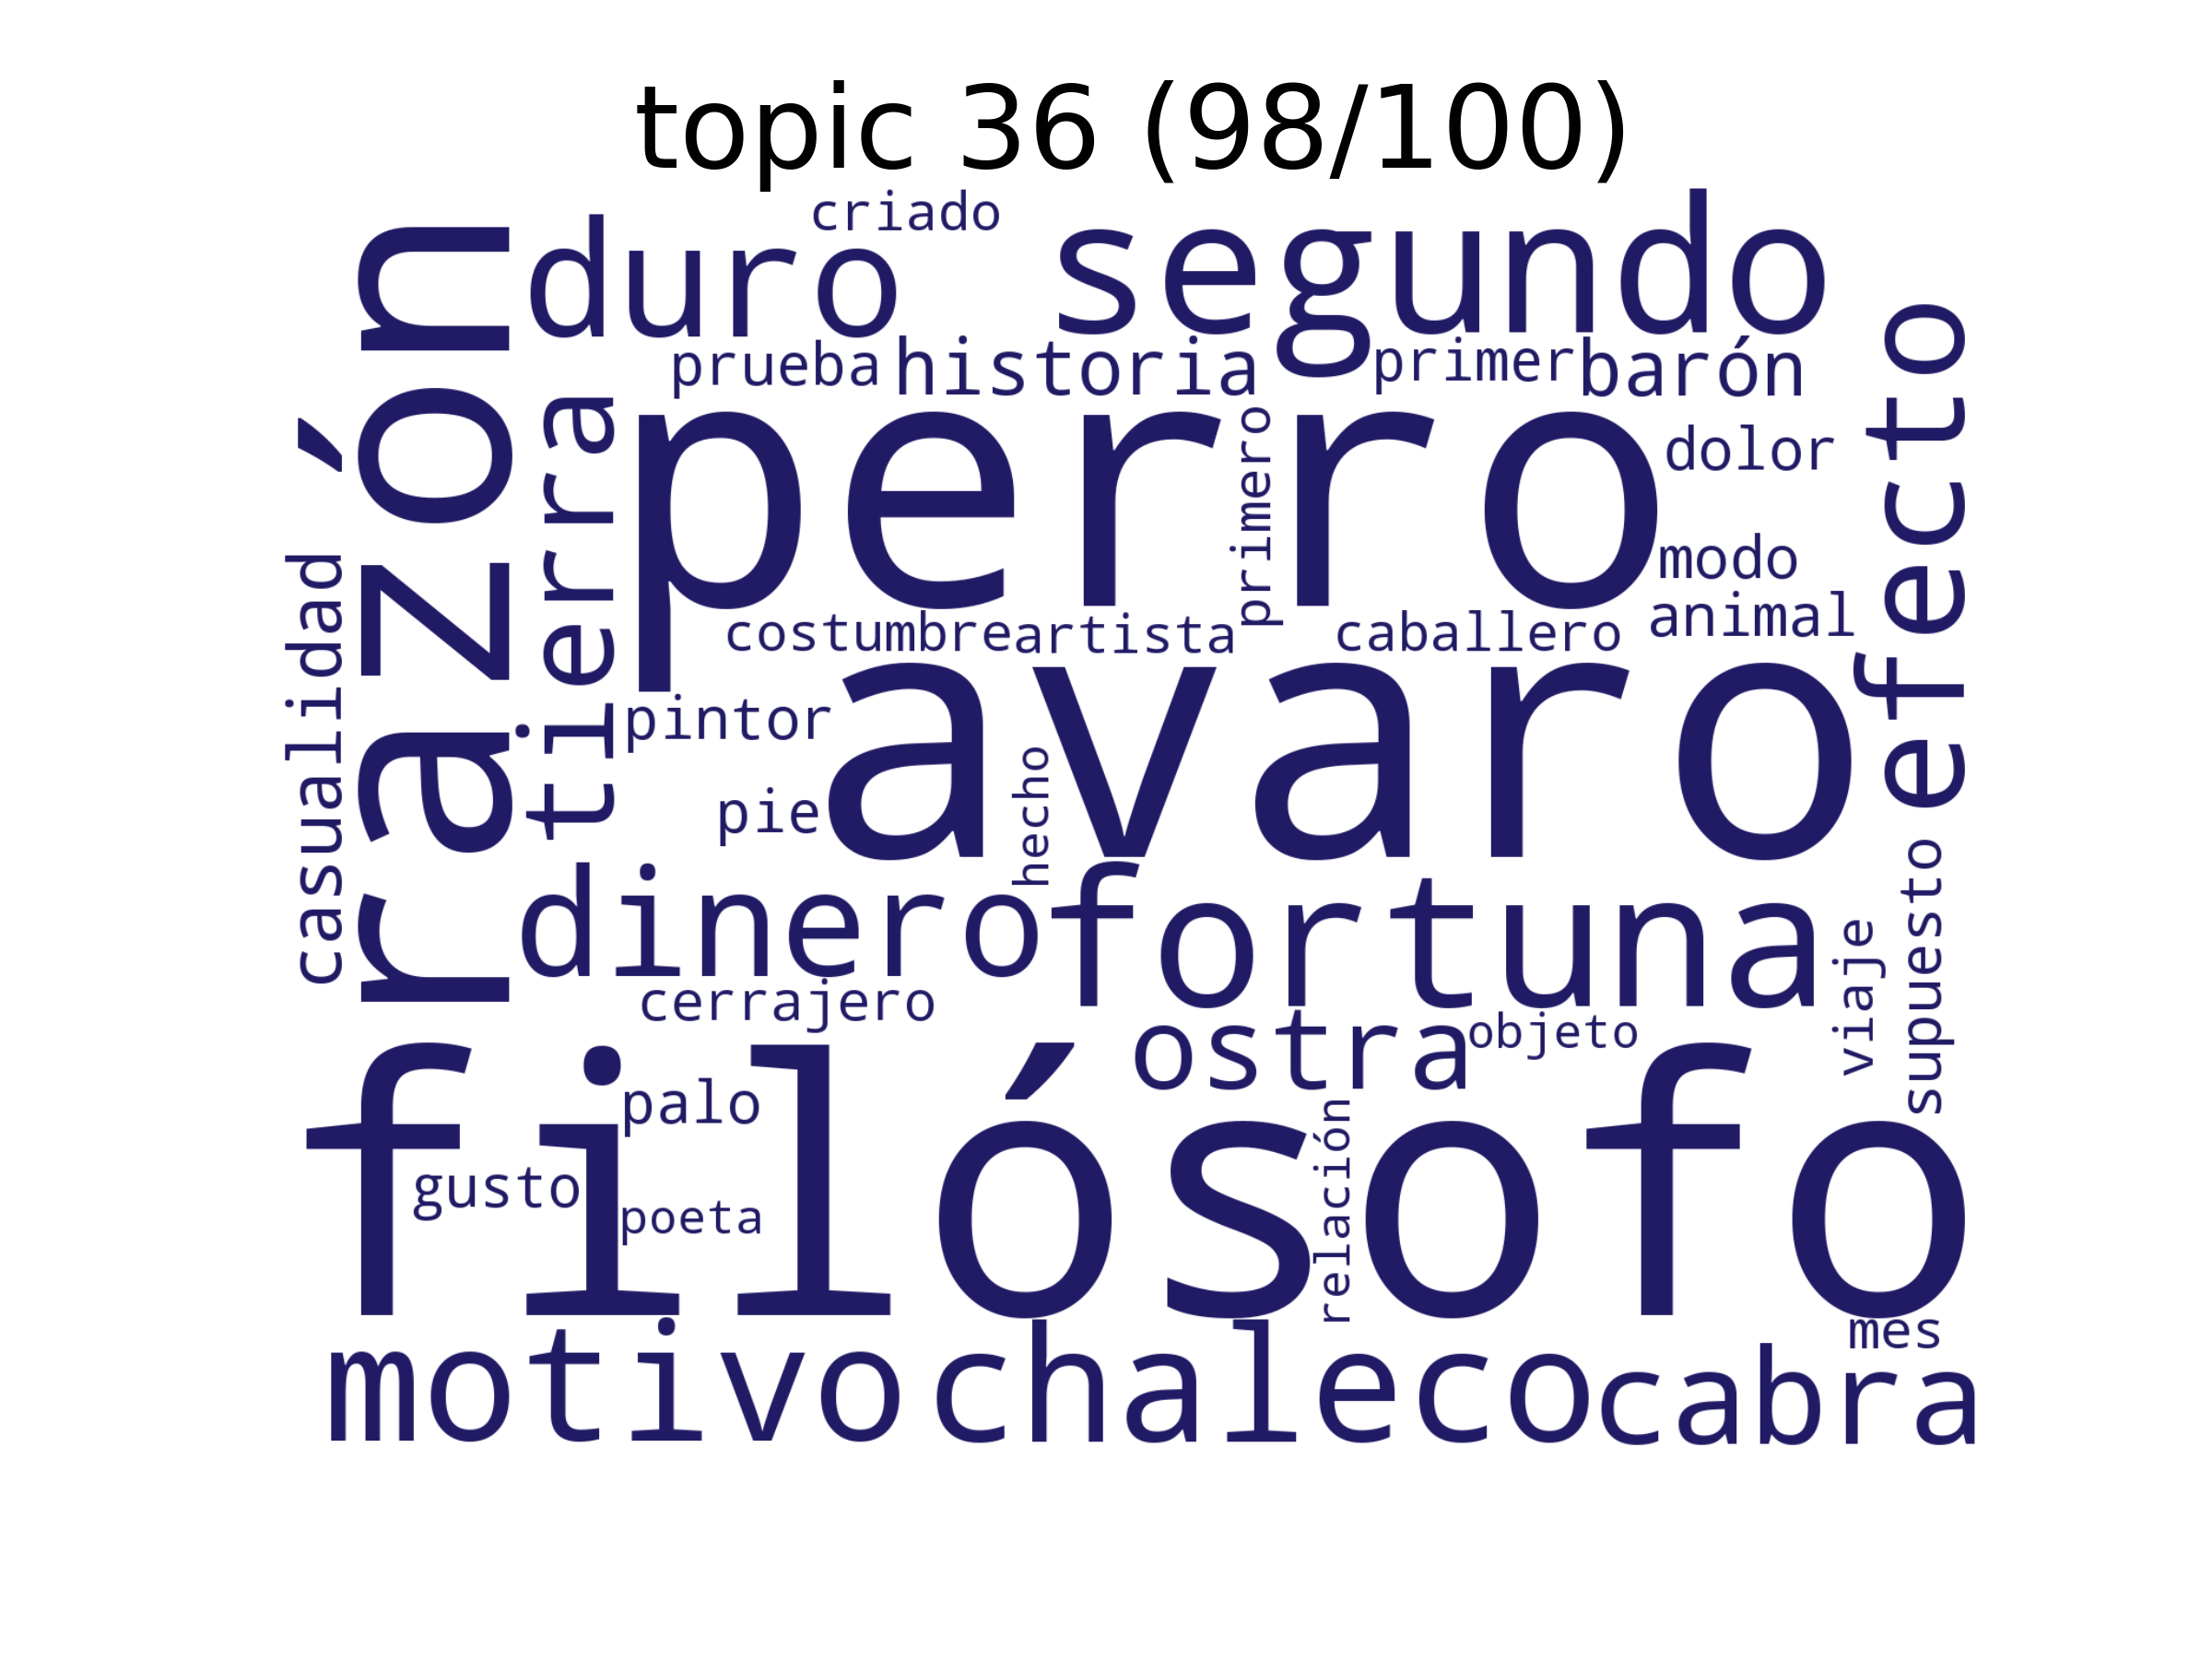 topic 36 (98/100)
criado
duro
segundo
razón
prueba
historia
primer
barón
efecto
tierra
perro
primero
dolor
modo
casualidad
costumbre
artista
caballero
animal
pintor
avaro
pie
hecho
dinero
fortuna
viaje
supuesto
cerrajero
ostra
objeto
filósofo
palo
gusto
poeta
relación
mes
motivo
chaleco
cabra